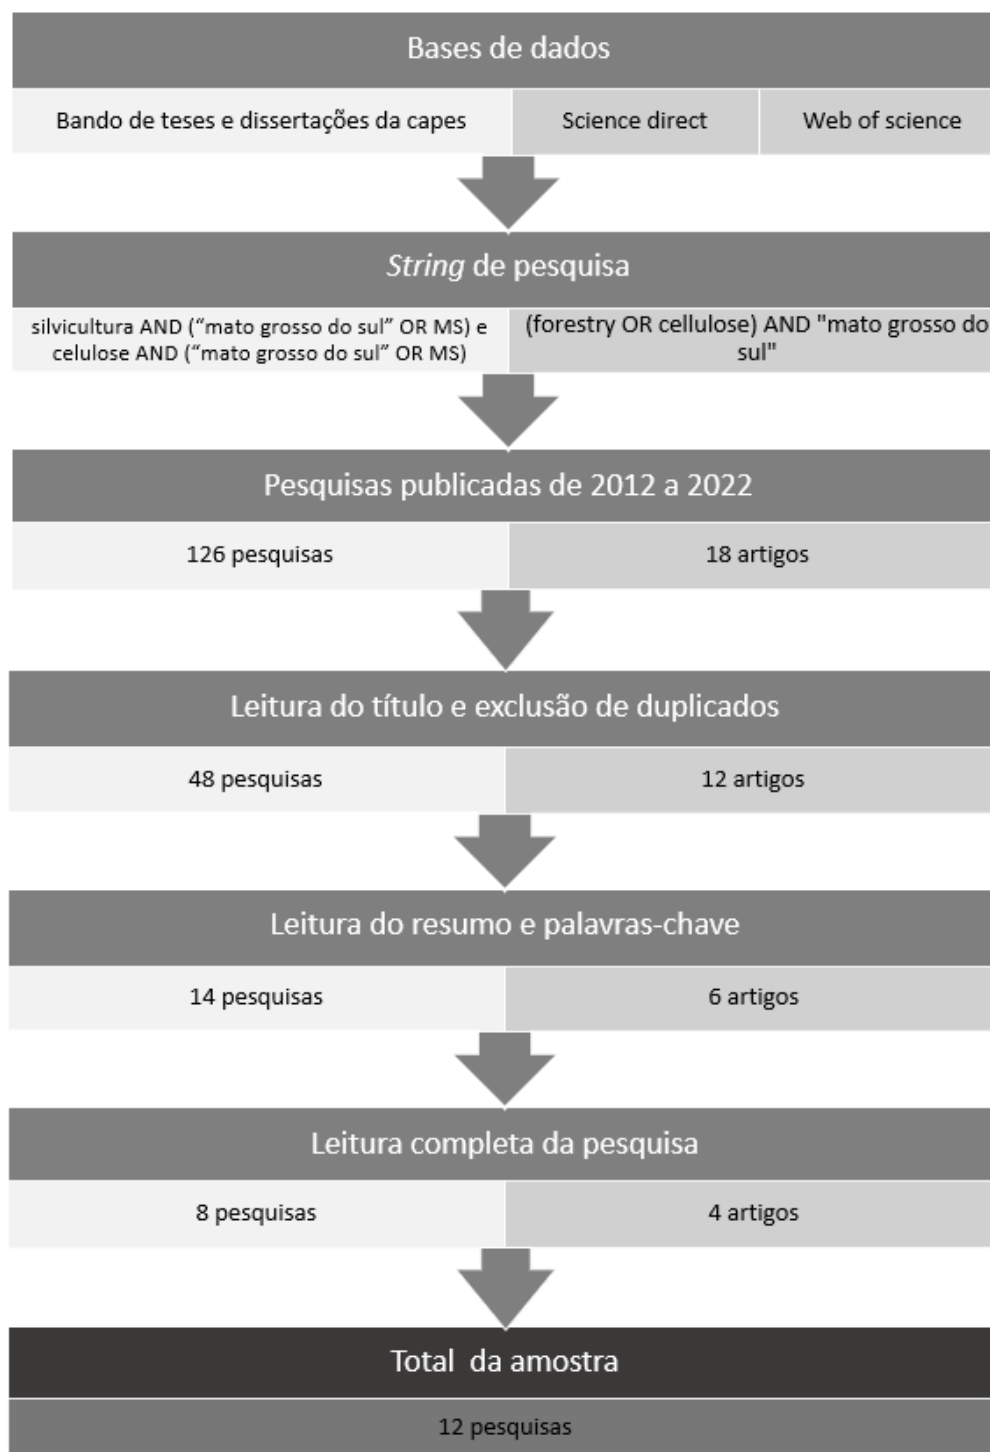 Bases de dados
Bando de teses e dissertações da capes
Science direct
Web of science
String de pesquisa
silvicultura AND (“mato grosso do sul” OR MS) e
celulose AND (“mato grosso do sul” OR MS)
(forestry OR cellulose) AND "mato grosso do
sul"
Pesquisas publicadas de 2012 a 2022
126 pesquisas
18 artigos
Leitura do título e exclusão de duplicados
48 pesquisas
12 artigos
Leitura do resumo e palavras-chave
14 pesquisas
6 artigos
Leitura completa da pesquisa
8 pesquisas
4 artigos
Total da amostra
12 pesquisas